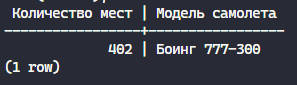 Количество мест | Модель самолета
-----------------+-----------------
402 | Боинг 777-300
(1 row)